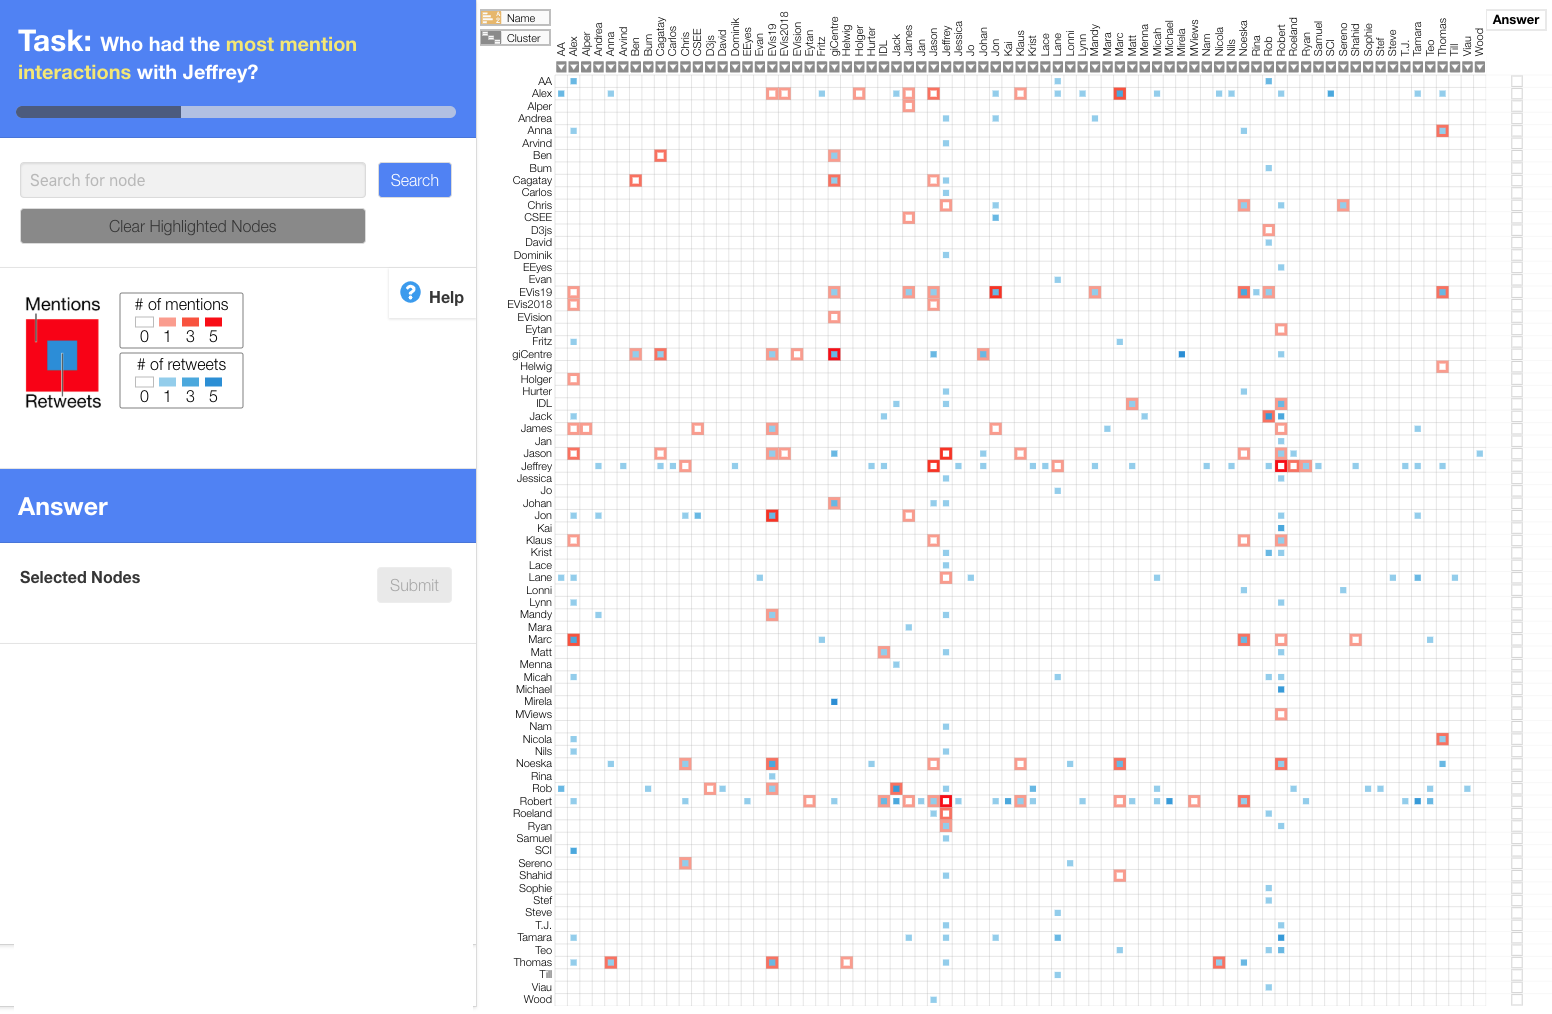 Task: Who had the most mention
interactions with Jeffrey?
Search for node
Search
Clear Highlighted Nodes
Help
Mentions
Retweets
# of mentions
0 1 3 5
# of retweets
0 1 3 5
Answer
Selected Nodes
Submit
Name
Cluster
Answer
AA
Alex
Alper
Andrea
Anna
Arvind
Ben
Bum
Cagatay
Carlos
Chris
CSEE
D3js
David
Dominik
EEyes
Evan
EVis19
EVis2018
EVision
Eytan
Fritz
giCentre
Helwig
Holger
Hurter
IDL
Jack
James
Jan
Jason
Jeffrey
Jessica
Jo
Johan
Jon
Kai
Klaus
Krist
Lace
Lane
Lonni
Lynn
Mandy
Mara
Marc
Matt
Menna
Micah
Michael
Mirela
MViews
Nam
Nicola
Nils
Noeska
Rina
Rob
Robert
Roeland
Ryan
Samuel
SCI
Sereno
Shahid
Sophie
Stef
Steve
T.J.
Tamara
Teo
Thomas
Till
Viau
Wood
AA
Alex
Alper
Andrea
Anna
Arvind
Ben
Bum
Cagatay
Carlos
Chris
CSEE
D3js
David
Dominik
EEyes
Evan
EVis19
EVis2018
EVision
Eytan
Fritz
giCentre
Helwig
Holger
Hurter
IDL
Jack
James
Jan
Jason
Jeffrey
Jessica
Jo
Johan
Jon
Kai
Klaus
Krist
Lace
Lane
Lonni
Lynn
Mandy
Mara
Marc
Matt
Menna
Micah
Michael
Mirela
MViews
Nam
Nicola
Nils
Noeska
Rina
Rob
Robert
Roeland
Ryan
Samuel
SCI
Sereno
Shahid
Sophie
Stef
Steve
T.J.
Tamara
Teo
Thomas
Till
Viau
Wood